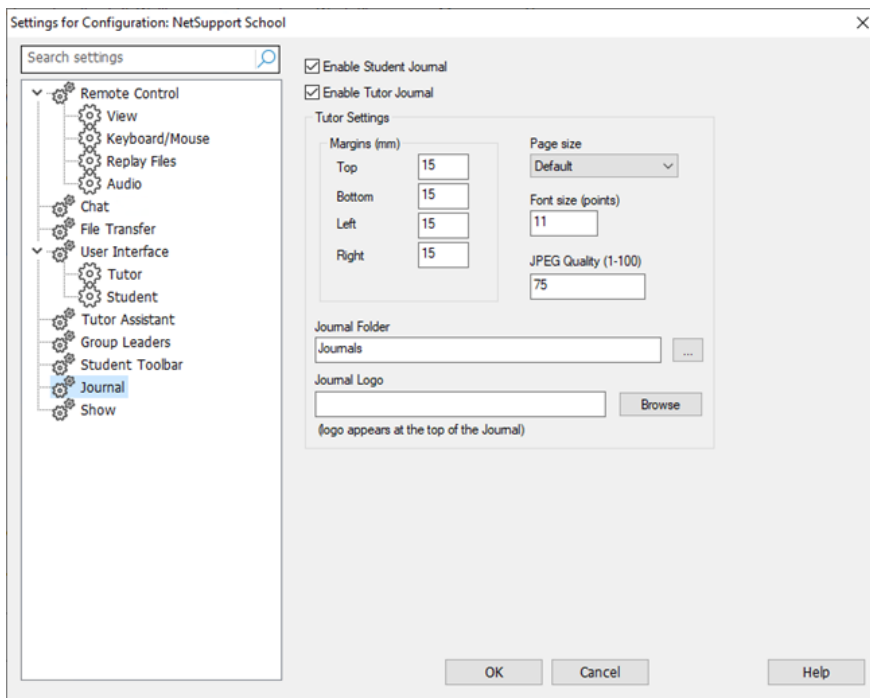 Settings for Configuration: NetSupport School
Search settings
Remote Control
View
Keyboard/Mouse
Replay Files
Audio
Chat
File Transfer
User Interface
Tutor
Student
Tutor Assistant
Group Leaders
Student Toolbar
Journal
Show
Enable Student Journal
Enable Tutor Journal
Tutor Settings
Margins (mm)
Top 15
Bottom 15
Left 15
Right 15
Page size
Default
Font size (points)
11
JPEG Quality (1-100)
75
Journal Folder
Journals
...
Journal Logo
Browse
(logo appears at the top of the Journal)
OK Cancel Help